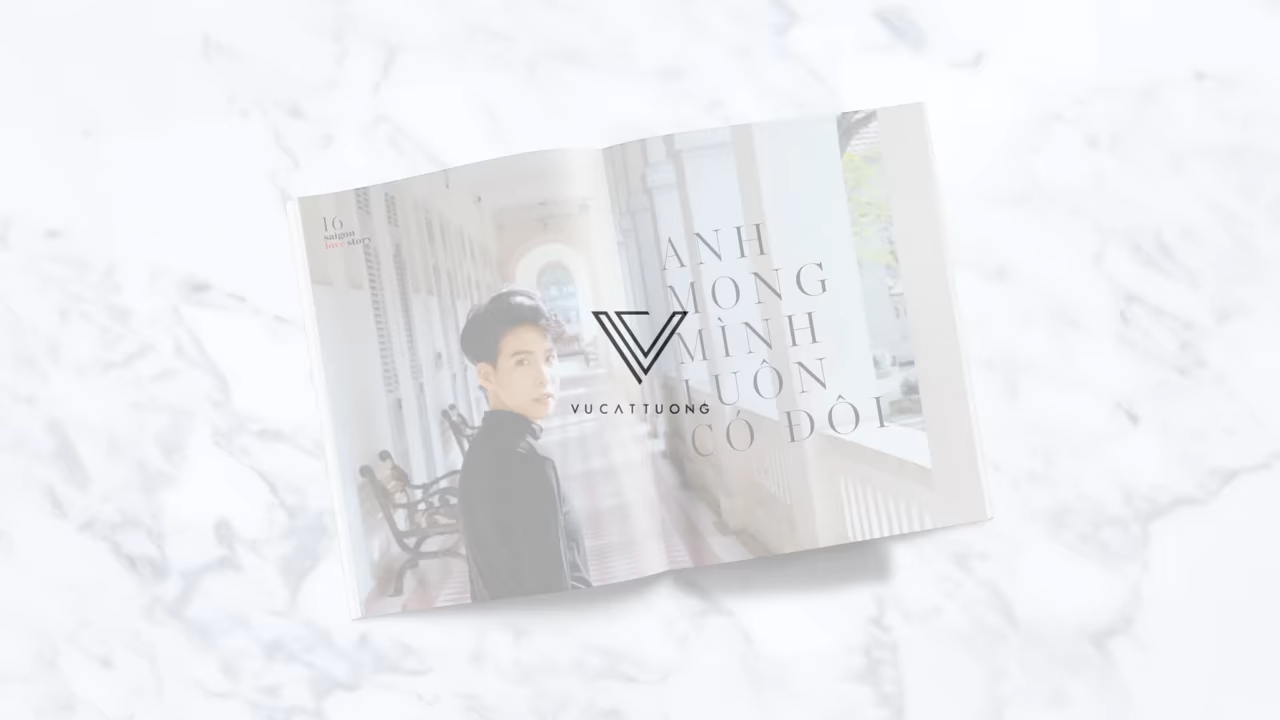 16
saigon
love story
ANH
MONG
MÌNH
LUÔN
CÓ ĐÔI
VUCATTUONG